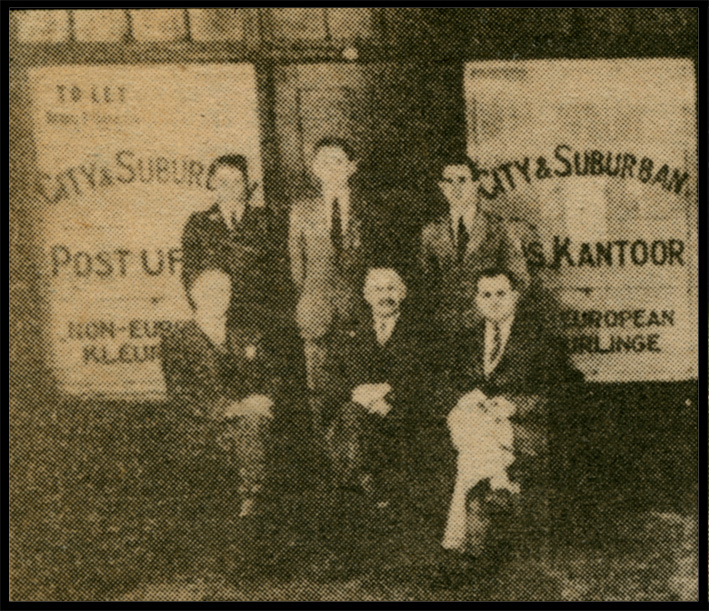 TO LET
CITY & SUBURB
POST OF
NON-EURO
KLEUR
CITY & SUBURBAN
S. KANTOOR
EUROPEAN
URLINGE